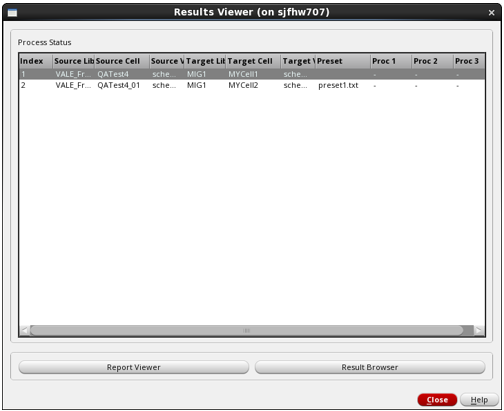 Results Viewer (on sjfhw707)
Process Status
Index Source Lib Source Cell Source V Target Lib Target Cell Target V Preset Proc 1 Proc 2 Proc 3
1 VALE_Fr... QATest4 sche... MIG1 MYCell1 sche... - - -
2 VALE_Fr... QATest4_01 sche... MIG1 MYCell2 sche... preset1.txt - - -
Report Viewer Result Browser
Close Help